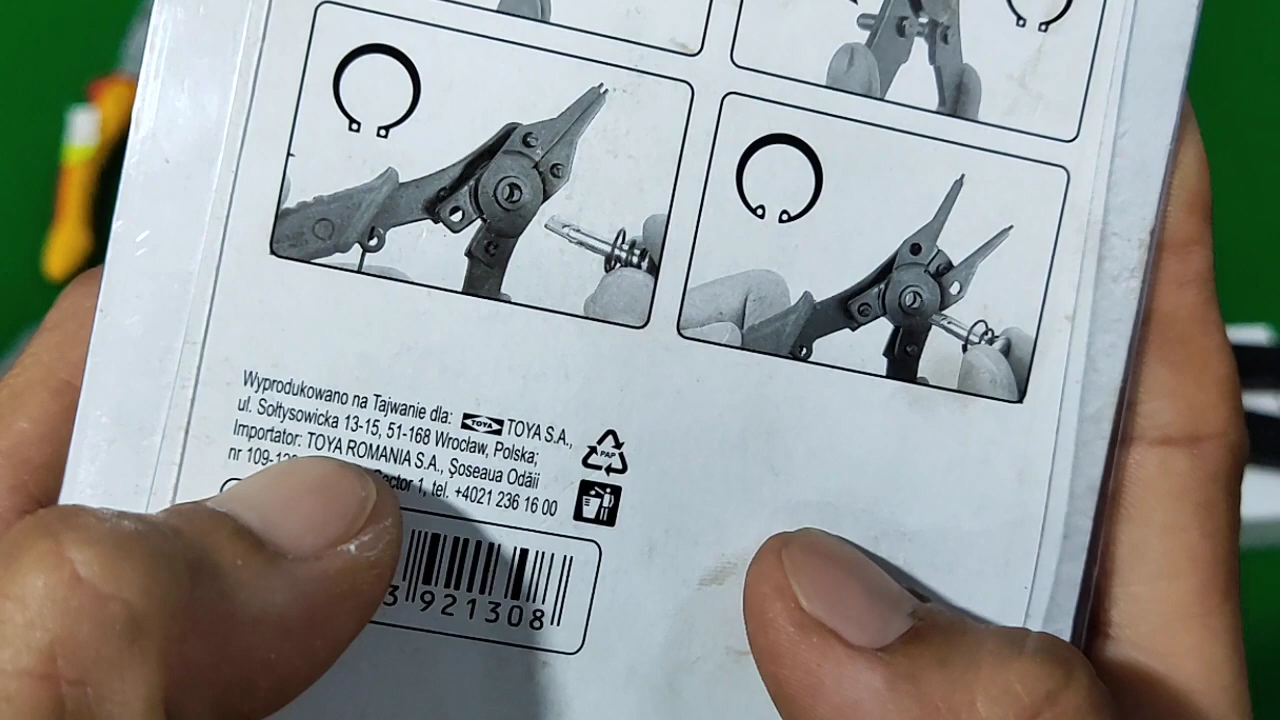 Wyprodukowano na Tajwanie dla: TOYA TOYA S.A.,
ul. Sołtysowicka 13-15, 51-168 Wrocław, Polska;
Importator: TOYA ROMANIA S.A., Şoseaua Odăii
nr 109-12 ector 1, tel. +4021 236 16 00
PAP
3 921308